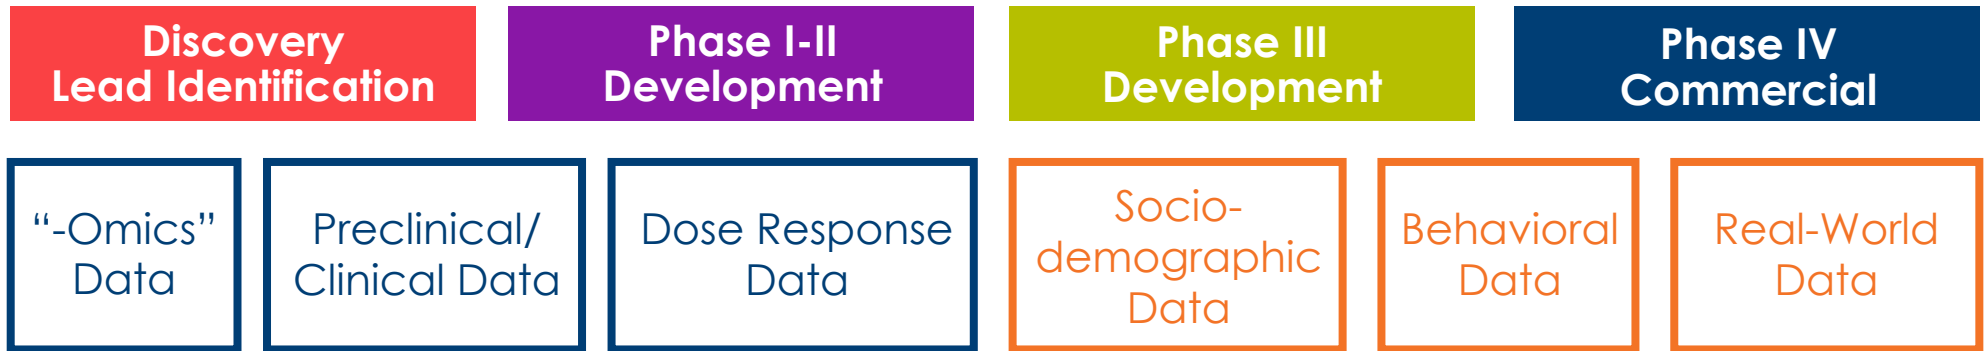 Discovery
Lead Identification
Phase I-II
Development
Phase III
Development
Phase IV
Commercial
“-Omics”
Data
Preclinical/
Clinical Data
Dose Response
Data
Socio-
demographic
Data
Behavioral
Data
Real-World
Data